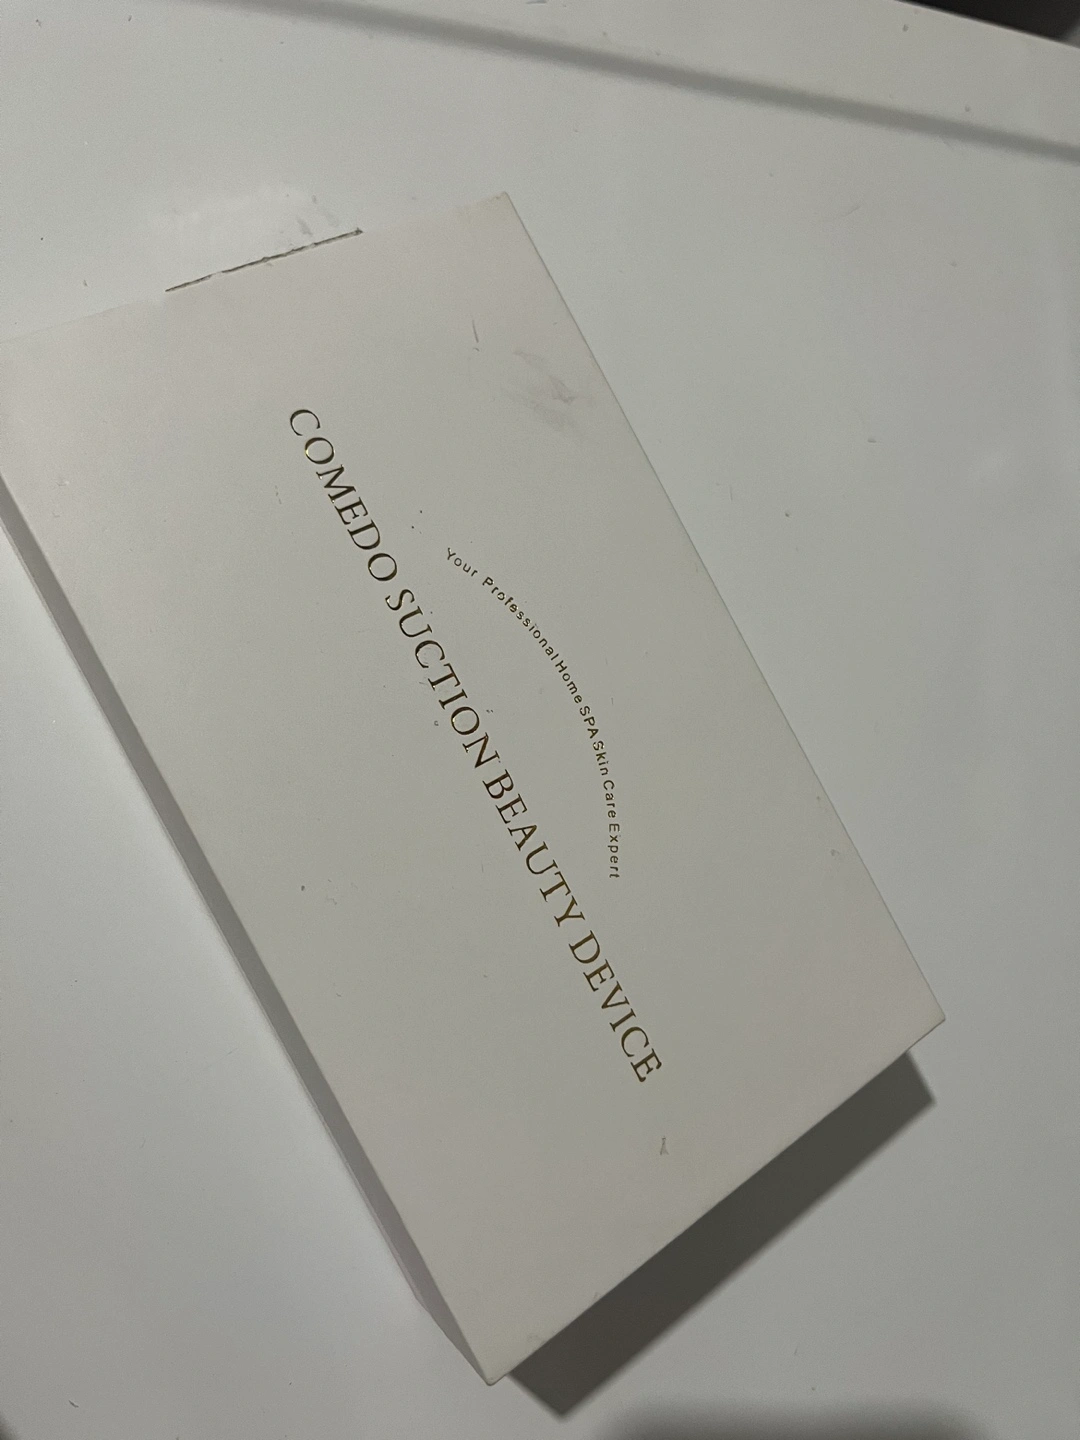 Your Professional Home SPA Skin Care Expert
COMEDO SUCTION BEAUTY DEVICE